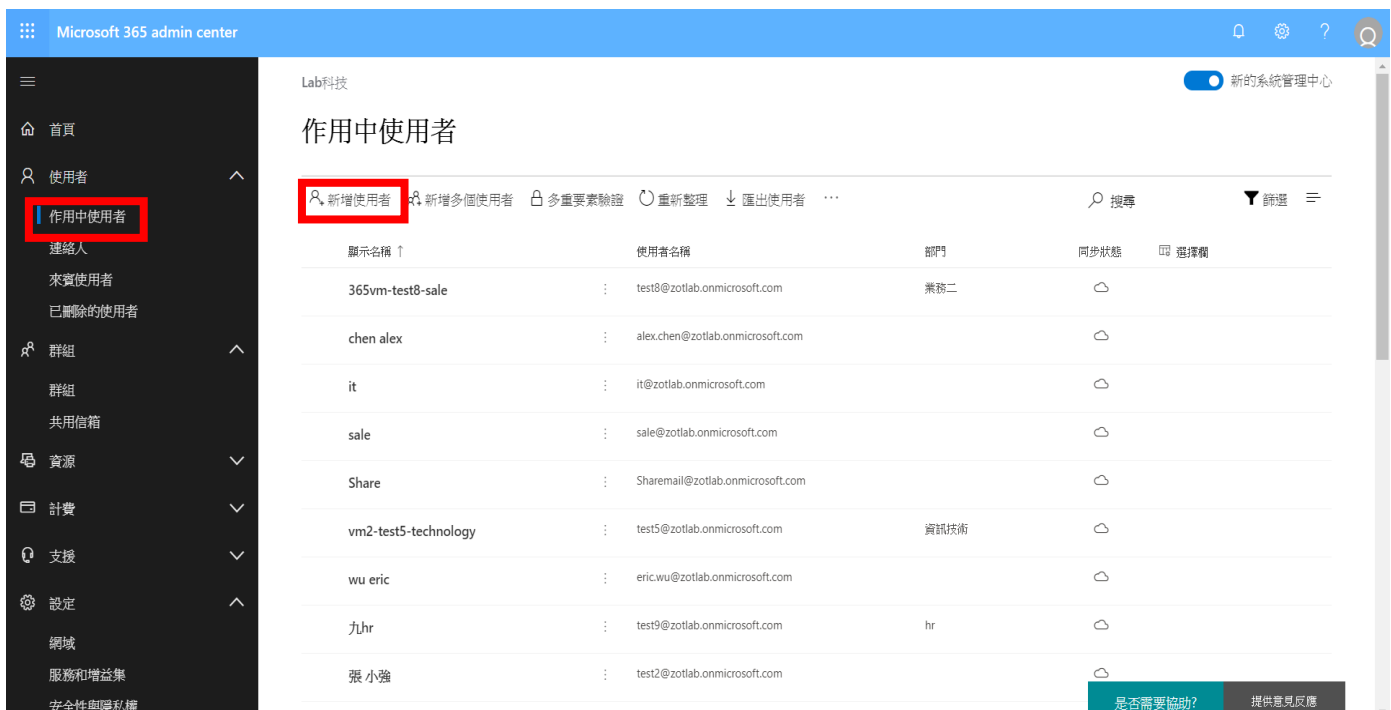 Microsoft 365 admin center
?
Lab科技
新的系統管理中心
作用中使用者
首頁
使用者
作用中使用者
連絡人
來賓使用者
已刪除的使用者
群組
群組
共用信箱
資源
計費
支援
設定
網域
服務和增益集
安全性與隱私權
新增使用者 新增多個使用者 多重要素驗證 重新整理 匯出使用者 ... 搜尋 篩選
顯示名稱 ↑ 使用者名稱 部門 同步狀態 選擇欄
365vm-test8-sale test8@zotlab.onmicrosoft.com 業務二
chen alex alex.chen@zotlab.onmicrosoft.com
it it@zotlab.onmicrosoft.com
sale sale@zotlab.onmicrosoft.com
Share Sharemail@zotlab.onmicrosoft.com
vm2-test5-technology test5@zotlab.onmicrosoft.com 資訊技術
wu eric eric.wu@zotlab.onmicrosoft.com
九hr test9@zotlab.onmicrosoft.com hr
張 小強 test2@zotlab.onmicrosoft.com
是否需要協助? 提供意見反應